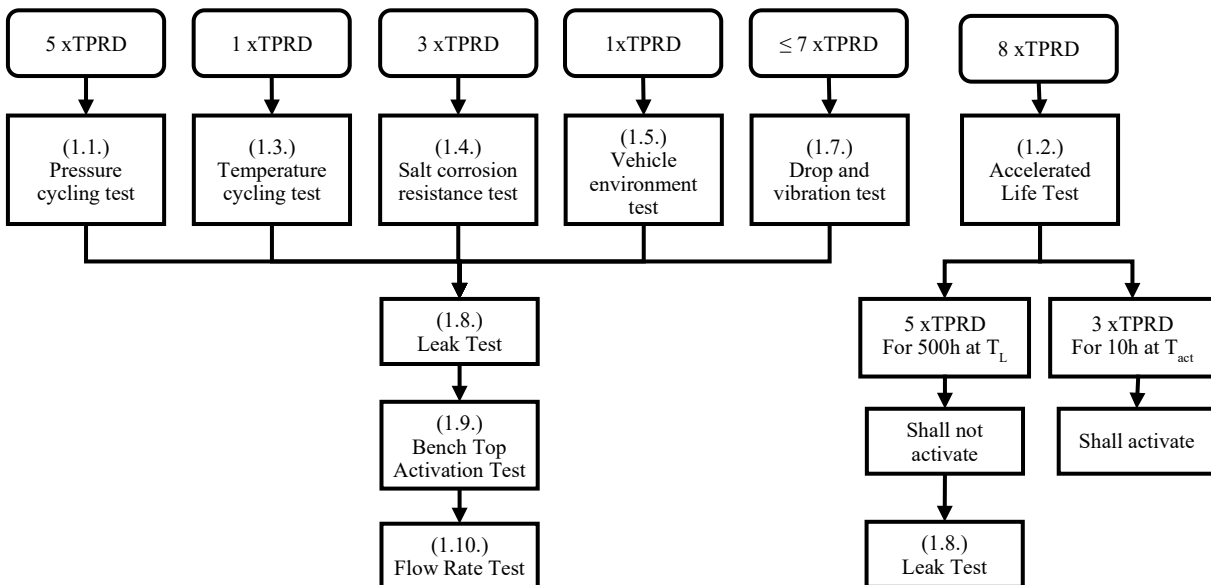 5 xTPRD
1 xTPRD
3 xTPRD
1xTPRD
≤ 7 xTPRD
8 xTPRD
(1.1.)
Pressure
cycling test
(1.3.)
Temperature
cycling test
(1.4.)
Salt corrosion
resistance test
(1.5.)
Vehicle
environment
test
(1.7.)
Drop and
vibration test
(1.2.)
Accelerated
Life Test
(1.8.)
Leak Test
5 xTPRD
For 500h at T_L
3 xTPRD
For 10h at T_act
(1.9.)
Bench Top
Activation Test
Shall not
activate
Shall activate
(1.10.)
Flow Rate Test
(1.8.)
Leak Test